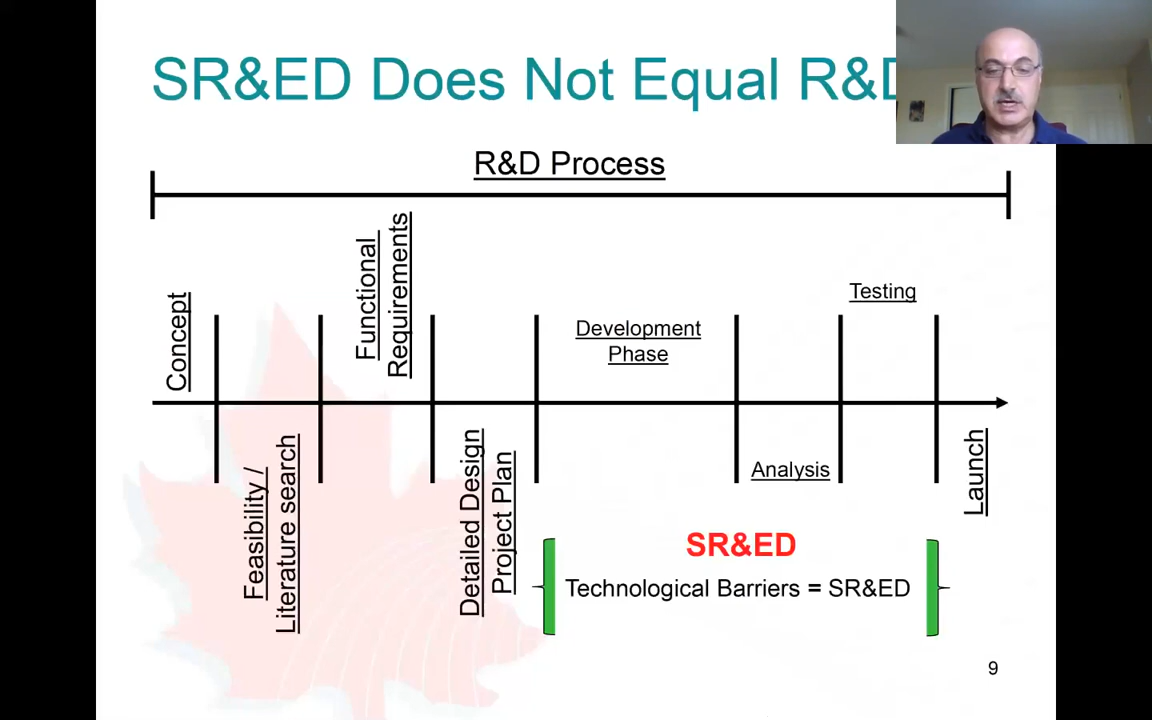 SR&ED Does Not Equal R&D
R&D Process
Concept
Feasibility /
Literature search
Functional
Requirements
Detailed Design
Project Plan
Development
Phase
Analysis
Testing
Launch
SR&ED
Technological Barriers = SR&ED
9